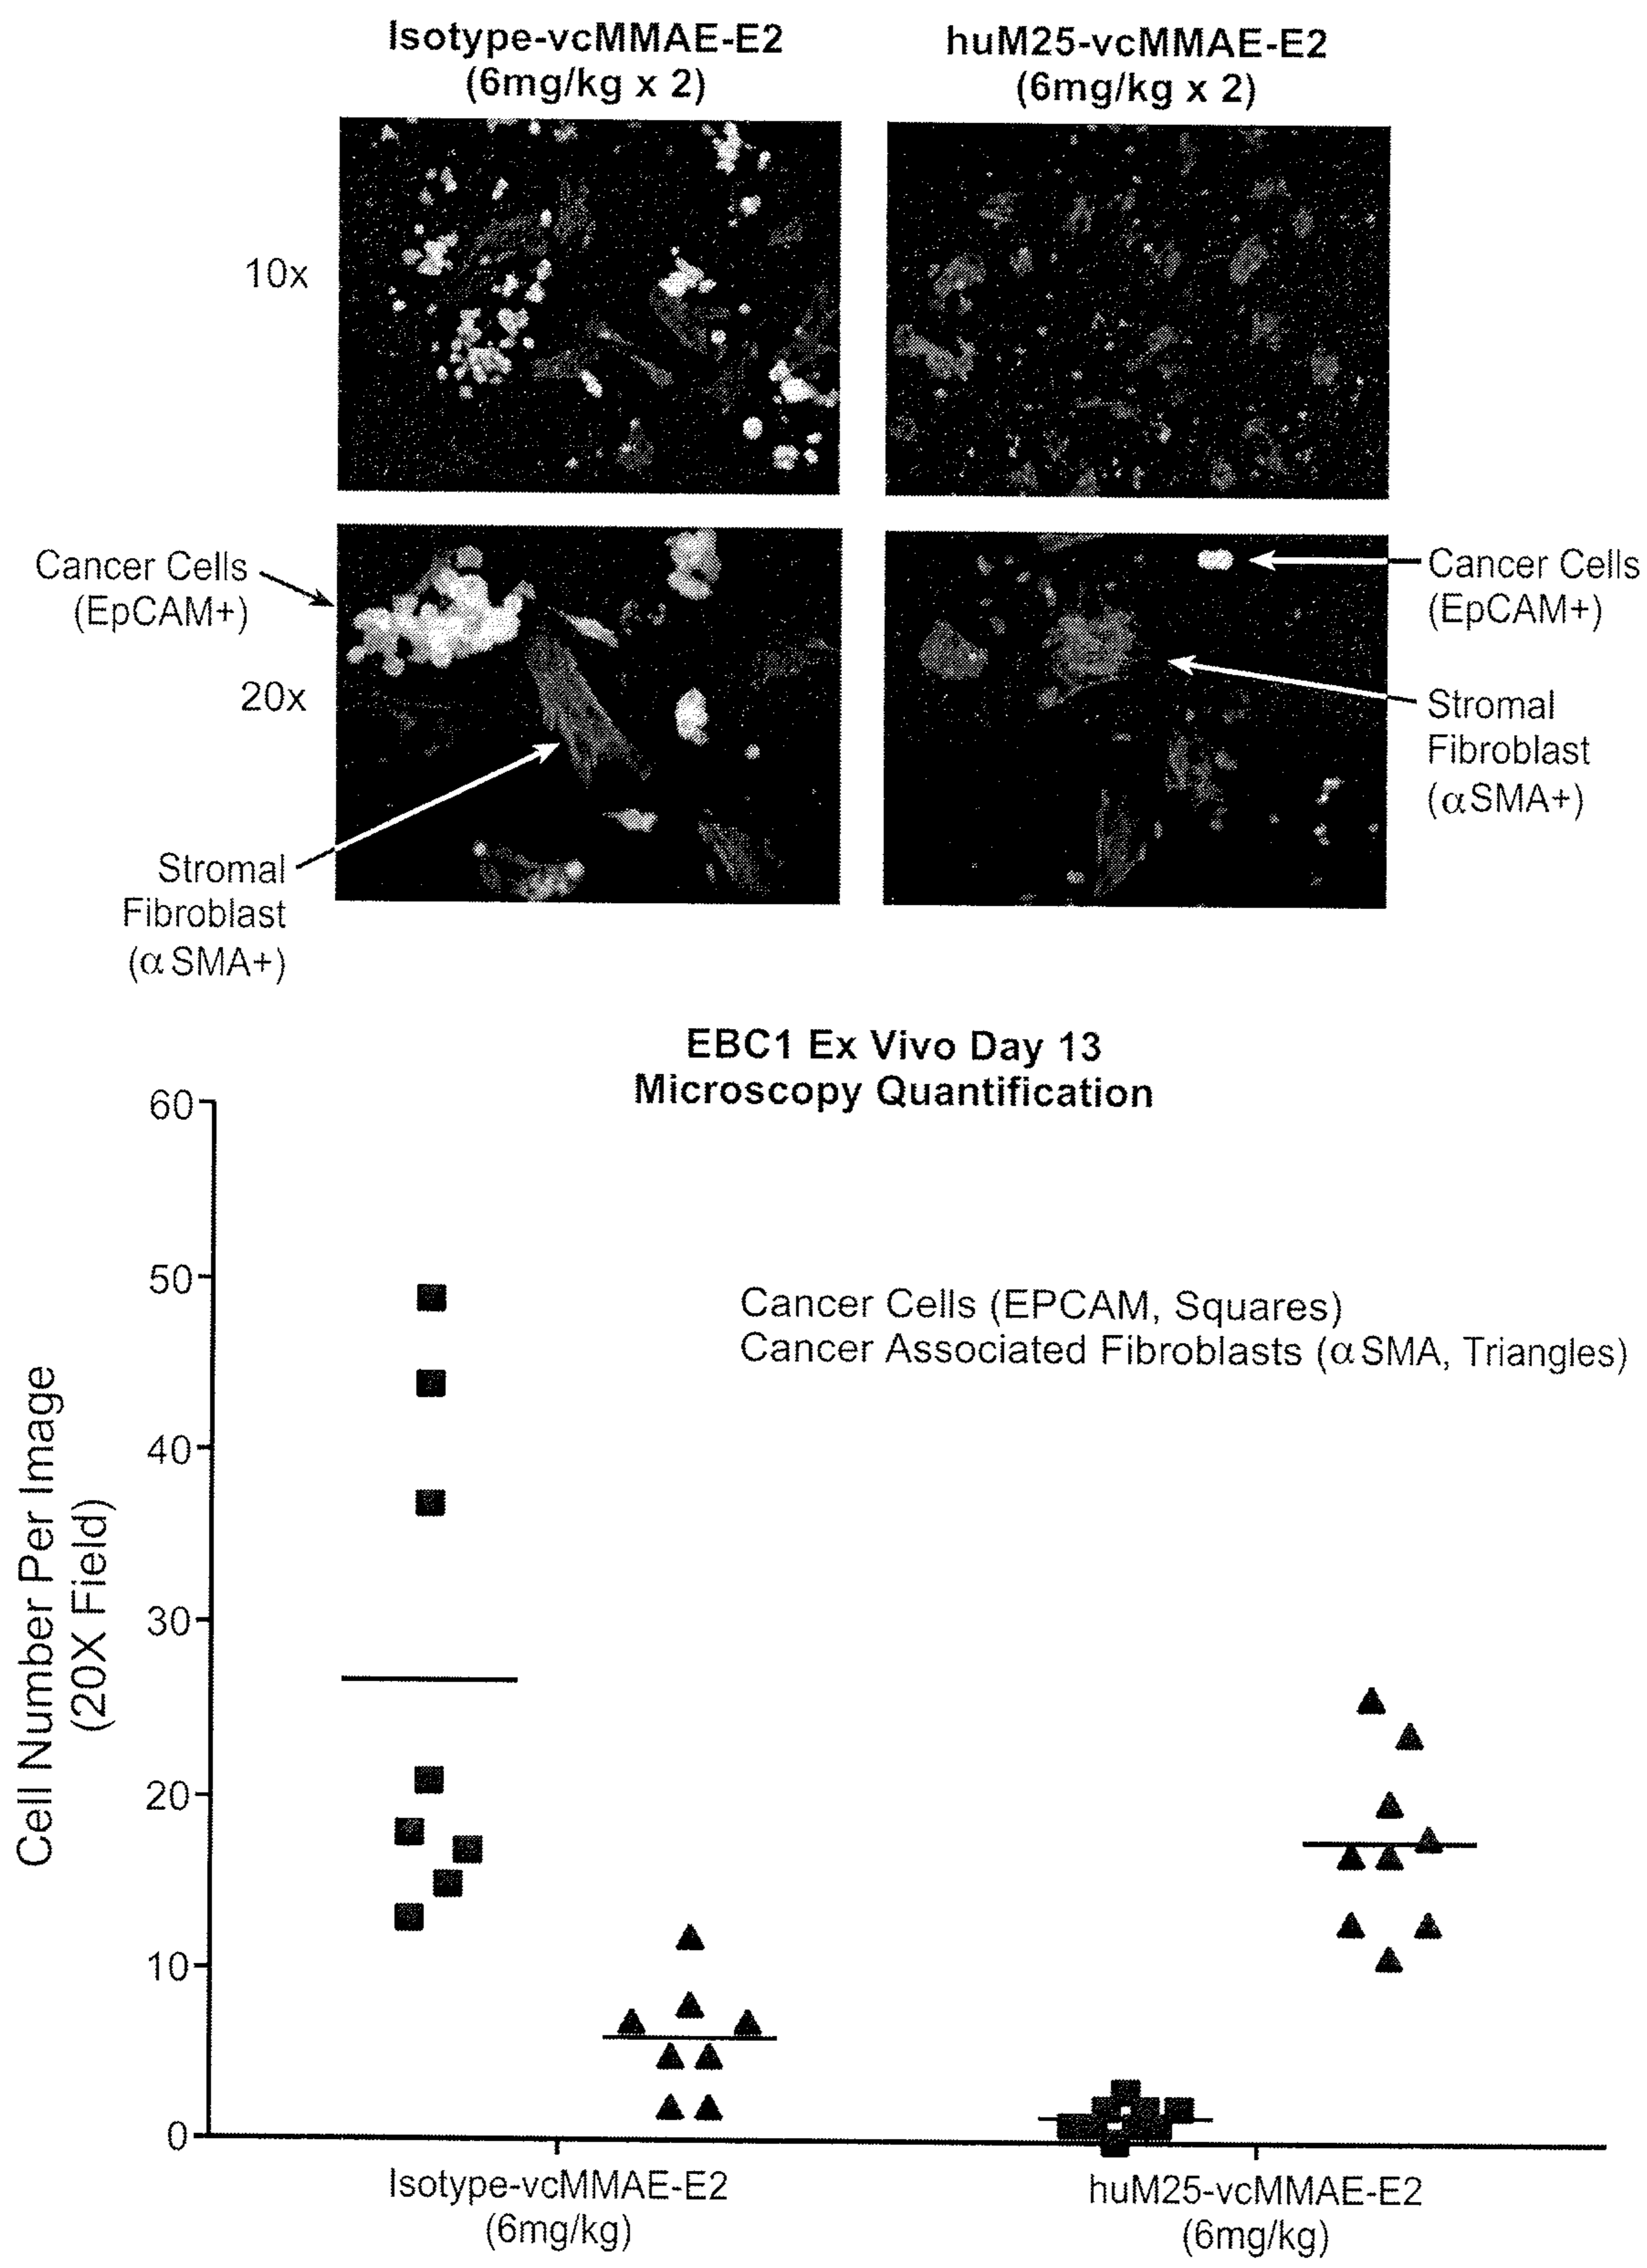 Isotype-vcMMAE-E2
(6mg/kg x 2)
huM25-vcMMAE-E2
(6mg/kg x 2)
10x
Cancer Cells
(EpCAM+)
20x
Stromal
Fibroblast
(αSMA+)
Cancer Cells
(EpCAM+)
Stromal
Fibroblast
(αSMA+)
EBC1 Ex Vivo Day 13
Microscopy Quantification
Cell Number Per Image
(20X Field)
60
50
40
30
20
10
0
Cancer Cells (EPCAM, Squares)
Cancer Associated Fibroblasts (αSMA, Triangles)
Isotype-vcMMAE-E2
(6mg/kg)
huM25-vcMMAE-E2
(6mg/kg)